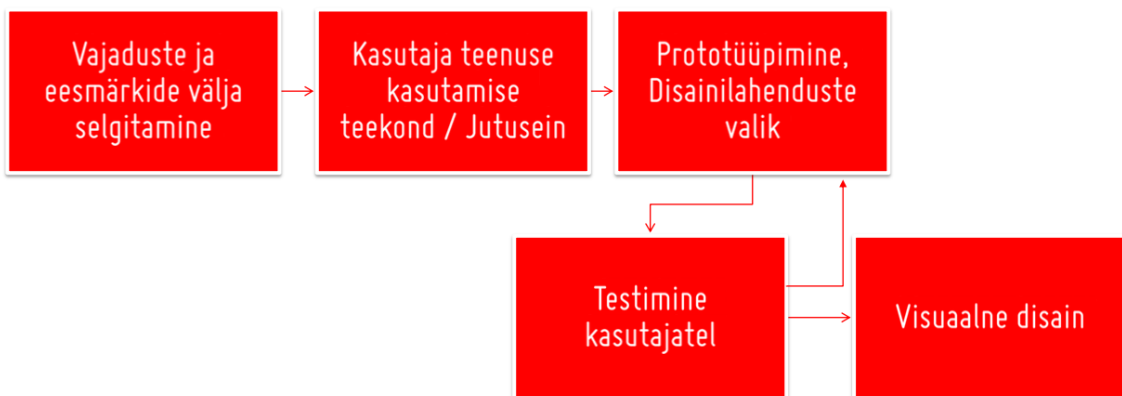 Vajaduste ja
eesmärkide välja
selgitamine
Kasutaja teenuse
kasutamise
teekond / Jutusein
Prototüüpimine,
Disainilahenduste
valik
Testimine
kasutajatel
Visuaalne disain